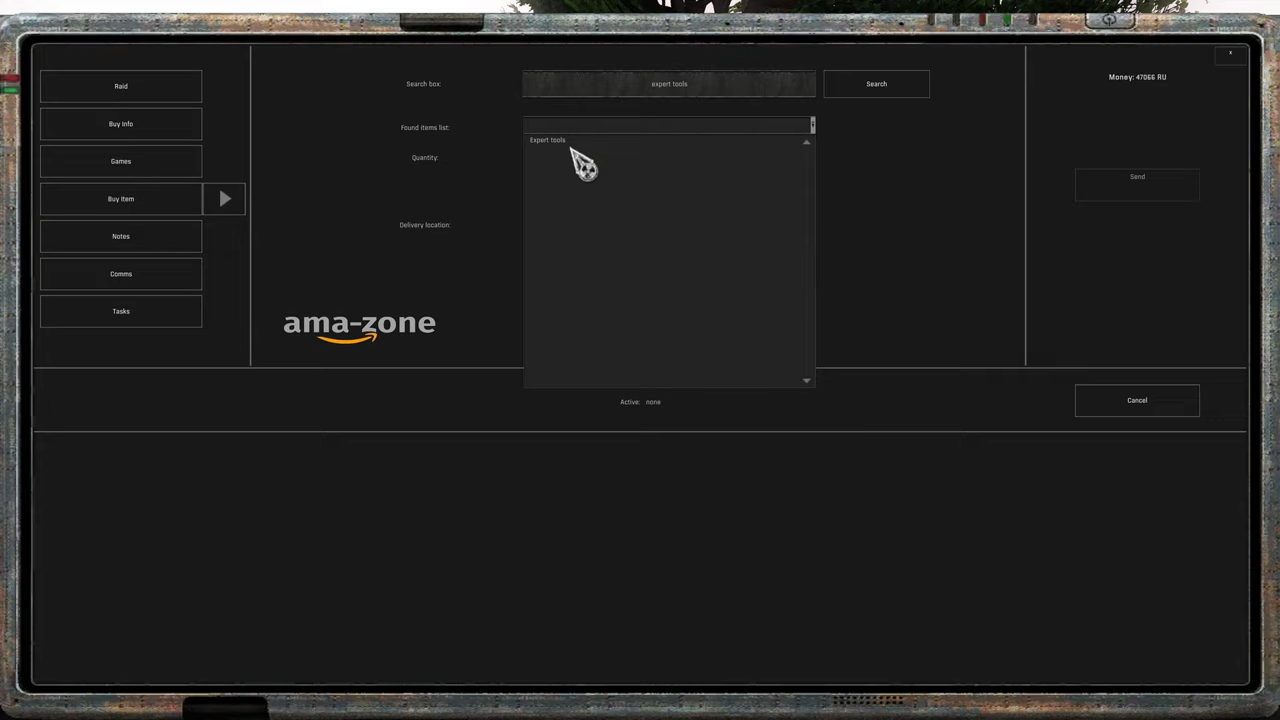 x
Raid
Search box:
expert tools
Search
Money: 47066 RU
Buy Info
Found items list:
Expert tools
Games
Quantity:
Send
Buy Item
Delivery location:
Notes
Comms
Tasks
ama-zone
Active: none
Cancel